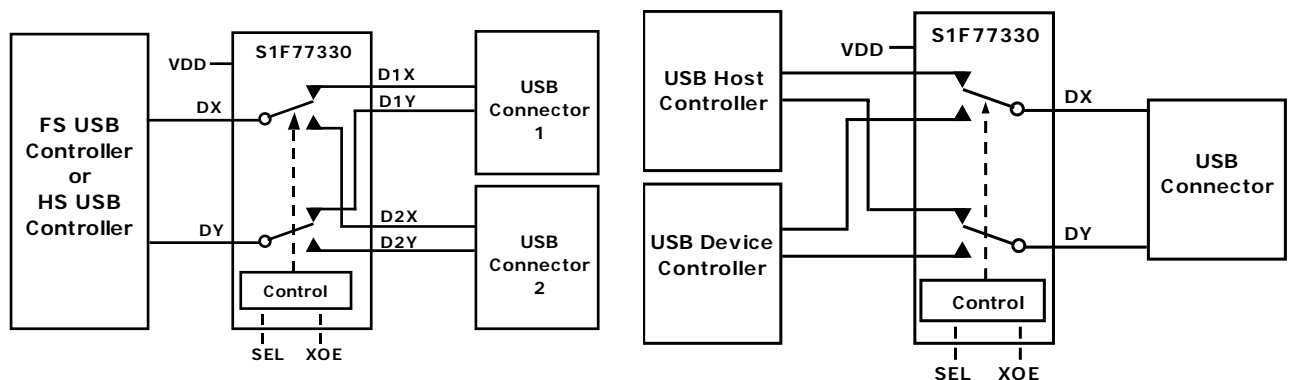 S1F77330
VDD
DX
DY
FS USB
Controller
or
HS USB
Controller
D1X
D1Y
USB
Connector
1
D2X
D2Y
USB
Connector
2
Control
SEL XOE
USB Host
Controller
USB Device
Controller
VDD
S1F77330
DX
DY
USB
Connector
Control
SEL XOE